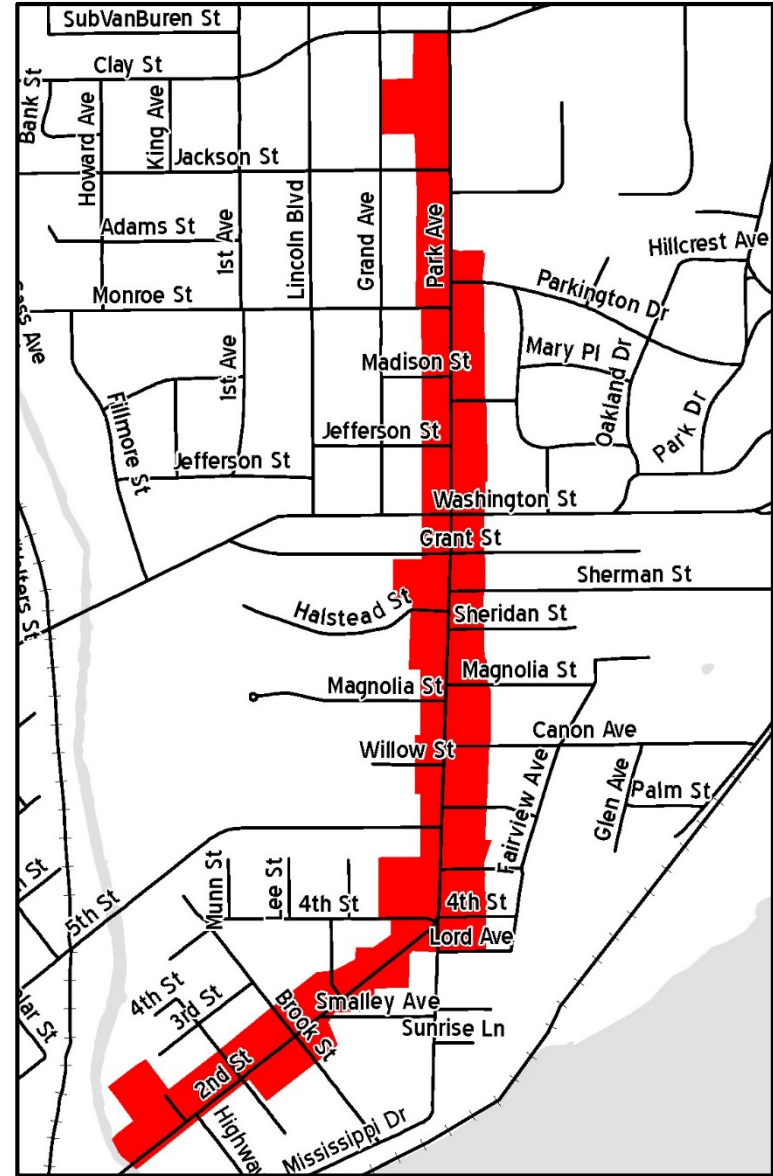 SubVanBuren St
Clay St
Bank St
Howard Ave
King Ave
Jackson St
Adams St
1st Ave
Lincoln Blvd
Grand Ave
Park Ave
Hillcrest Ave
Monroe St
Parkington Dr
Ave
1st Ave
Madison St
Mary Pl
Oakland Dr
Park Dr
Fillmore St
Jefferson St
Jefferson St
Washington St
Grant St
Sherman St
Halstead St
Sheridan St
St
Magnolia St
Magnolia St
Willow St
Canon Ave
Fairview Ave
Glen Ave
Palm St
St
5th St
Munn St
Lee St
4th St
4th St
Lord Ave
4th St
3rd St
Brook St
Smalley Ave
Sunrise Ln
St
2nd St
Mississippi Dr